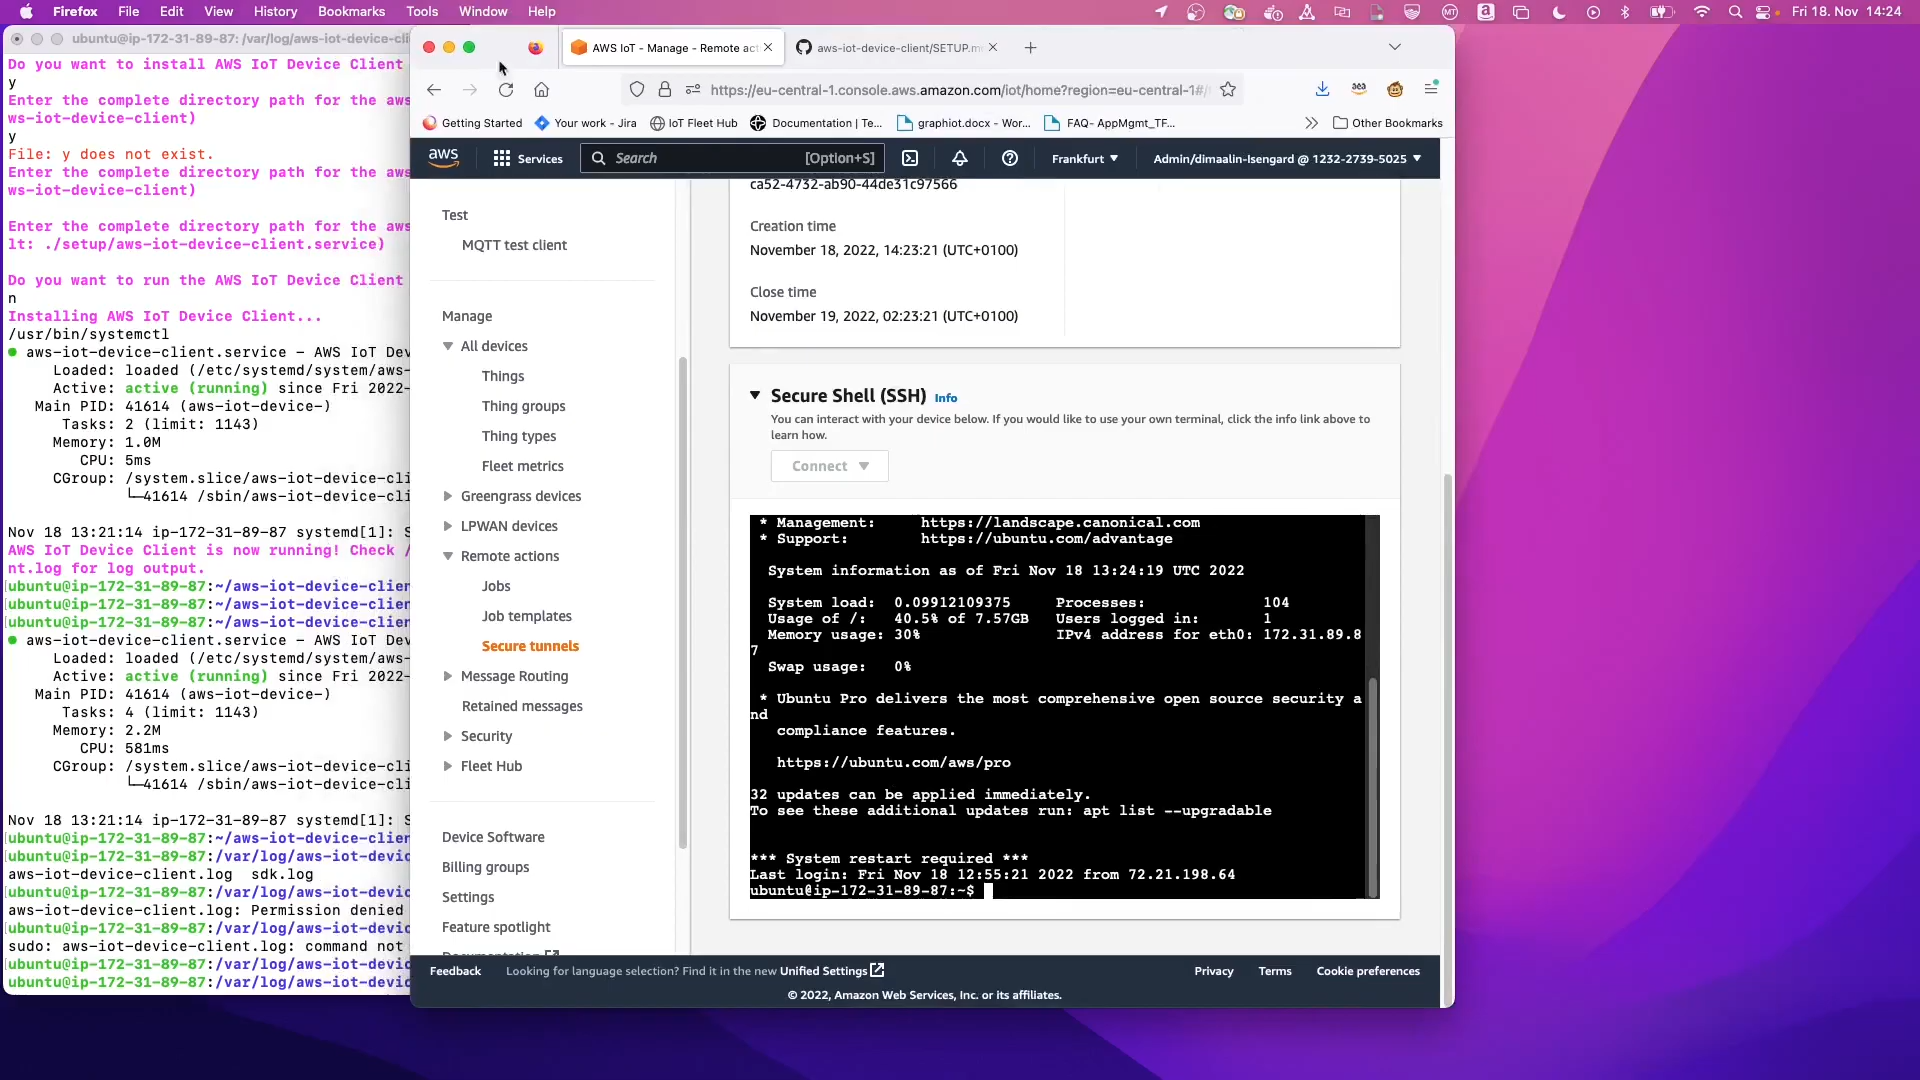 Firefox File Edit View History Bookmarks Tools Window Help
Fri 18. Nov 14:24
ubuntu@ip-172-31-89-87: /var/log/aws-iot-device-cli
Do you want to install AWS IoT Device Client
y
Enter the complete directory path for the aws
ws-iot-device-client)
y
File: y does not exist.
Enter the complete directory path for the aws
ws-iot-device-client)
Enter the complete directory path for the aws
lt: ./setup/aws-iot-device-client.service)
Do you want to run the AWS IoT Device Client
n
Installing AWS IoT Device Client...
/usr/bin/systemctl
aws-iot-device-client.service - AWS IoT Dev
Loaded: loaded (/etc/systemd/system/aws-
Active: active (running) since Fri 2022-
Main PID: 41614 (aws-iot-device-)
Tasks: 2 (limit: 1143)
Memory: 1.0M
CPU: 5ms
CGroup: /system.slice/aws-iot-device-cli
└─41614 /sbin/aws-iot-device-cli
Nov 18 13:21:14 ip-172-31-89-87 systemd[1]: S
AWS IoT Device Client is now running! Check /
nt.log for log output.
[ubuntu@ip-172-31-89-87:~/aws-iot-device-clien
[ubuntu@ip-172-31-89-87:~/aws-iot-device-clien
[ubuntu@ip-172-31-89-87:~/aws-iot-device-clien
aws-iot-device-client.service - AWS IoT Dev
Loaded: loaded (/etc/systemd/system/aws-
Active: active (running) since Fri 2022-
Main PID: 41614 (aws-iot-device-)
Tasks: 4 (limit: 1143)
Memory: 2.2M
CPU: 581ms
CGroup: /system.slice/aws-iot-device-cli
└─41614 /sbin/aws-iot-device-cli
Nov 18 13:21:14 ip-172-31-89-87 systemd[1]: S
[ubuntu@ip-172-31-89-87:~/aws-iot-device-clien
[ubuntu@ip-172-31-89-87:/var/log/aws-iot-devic
aws-iot-device-client.log sdk.log
[ubuntu@ip-172-31-89-87:/var/log/aws-iot-devic
aws-iot-device-client.log: Permission denied
[ubuntu@ip-172-31-89-87:/var/log/aws-iot-devic
sudo: aws-iot-device-client.log: command not
[ubuntu@ip-172-31-89-87:/var/log/aws-iot-devic
ubuntu@ip-172-31-89-87:/var/log/aws-iot-devic
AWS IoT - Manage - Remote act
aws-iot-device-client/SETUP.m
https://eu-central-1.console.aws.amazon.com/iot/home?region=eu-central-1#/
Getting Started Your work - Jira IoT Fleet Hub Documentation | Te... graphiot.docx - Wor... FAQ- AppMgmt_TF... Other Bookmarks
aws Services Search [Option+S] Frankfurt Admin/dimaalin-Isengard @ 1232-2739-5025
Test
MQTT test client
Manage
All devices
Things
Thing groups
Thing types
Fleet metrics
Greengrass devices
LPWAN devices
Remote actions
Jobs
Job templates
Secure tunnels
Message Routing
Retained messages
Security
Fleet Hub
Device Software
Billing groups
Settings
Feature spotlight
ca52-4732-ab90-44de31c97566
Creation time
November 18, 2022, 14:23:21 (UTC+0100)
Close time
November 19, 2022, 02:23:21 (UTC+0100)
Secure Shell (SSH) Info
You can interact with your device below. If you would like to use your own terminal, click the info link above to
learn how.
Connect
* Management: https://landscape.canonical.com
* Support: https://ubuntu.com/advantage
System information as of Fri Nov 18 13:24:19 UTC 2022
System load: 0.09912109375 Processes: 104
Usage of /: 40.5% of 7.57GB Users logged in: 1
Memory usage: 30% IPv4 address for eth0: 172.31.89.8
7
Swap usage: 0%
* Ubuntu Pro delivers the most comprehensive open source security a
nd
compliance features.
https://ubuntu.com/aws/pro
32 updates can be applied immediately.
To see these additional updates run: apt list --upgradable
*** System restart required ***
Last login: Fri Nov 18 12:55:21 2022 from 72.21.198.64
ubuntu@ip-172-31-89-87:~$
Feedback Looking for language selection? Find it in the new Unified Settings Privacy Terms Cookie preferences
© 2022, Amazon Web Services, Inc. or its affiliates.